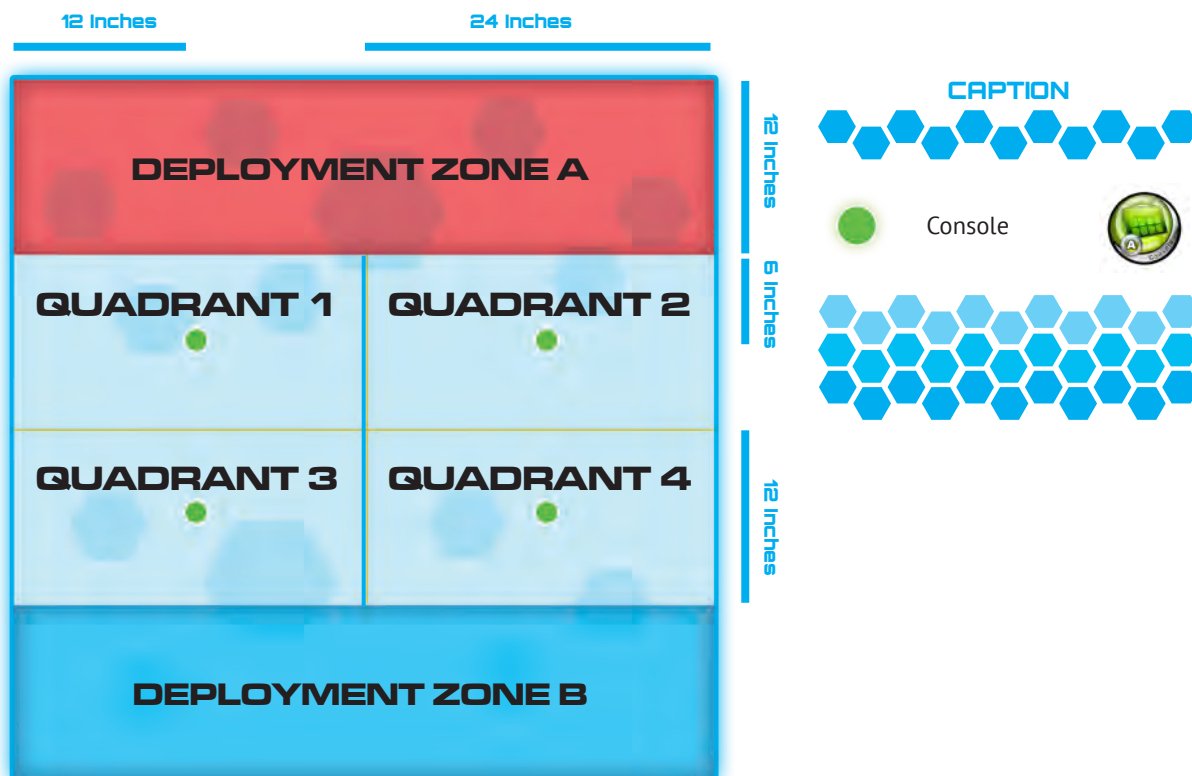 12 Inches
24 Inches
DEPLOYMENT ZONE A
12 Inches
CAPTION
Console
A
QUADRANT 1
QUADRANT 2
6 Inches
QUADRANT 3
QUADRANT 4
12 Inches
DEPLOYMENT ZONE B